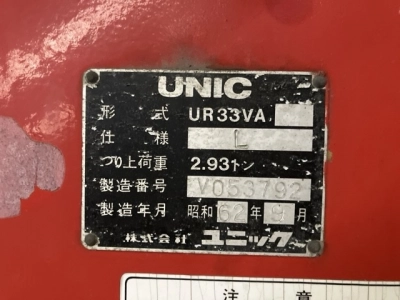 UNIC
形式 UR33VA
仕様 L
つり上荷重 2.93トン
製造番号 V053792
製造年月 昭和62年9月
株式会社 ユニック
注 意